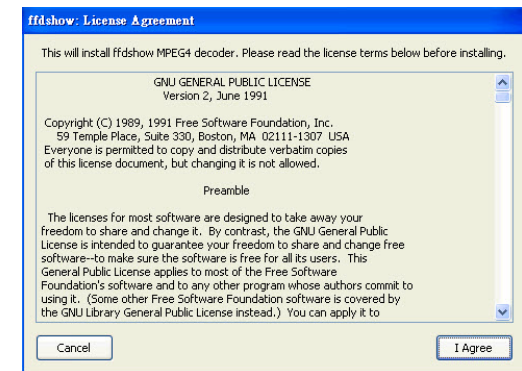 ffdshow: License Agreement
This will install ffdshow MPEG4 decoder. Please read the license terms below before installing.
GNU GENERAL PUBLIC LICENSE
Version 2, June 1991
Copyright (C) 1989, 1991 Free Software Foundation, Inc.
59 Temple Place, Suite 330, Boston, MA 02111-1307 USA
Everyone is permitted to copy and distribute verbatim copies
of this license document, but changing it is not allowed.
Preamble
The licenses for most software are designed to take away your
freedom to share and change it. By contrast, the GNU General Public
License is intended to guarantee your freedom to share and change free
software--to make sure the software is free for all its users. This
General Public License applies to most of the Free Software
Foundation's software and to any other program whose authors commit to
using it. (Some other Free Software Foundation software is covered by
the GNU Library General Public License instead.) You can apply it to
Cancel
I Agree